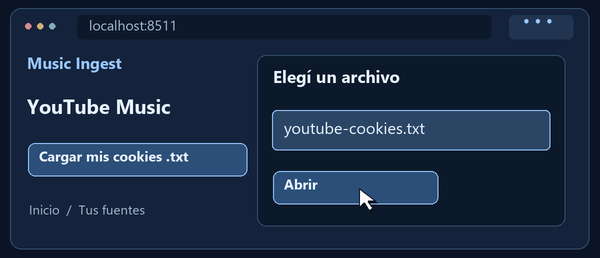 localhost:8511
Music Ingest
YouTube Music
Cargar mis cookies .txt
Inicio / Tus fuentes
Elegí un archivo
youtube-cookies.txt
Abrir